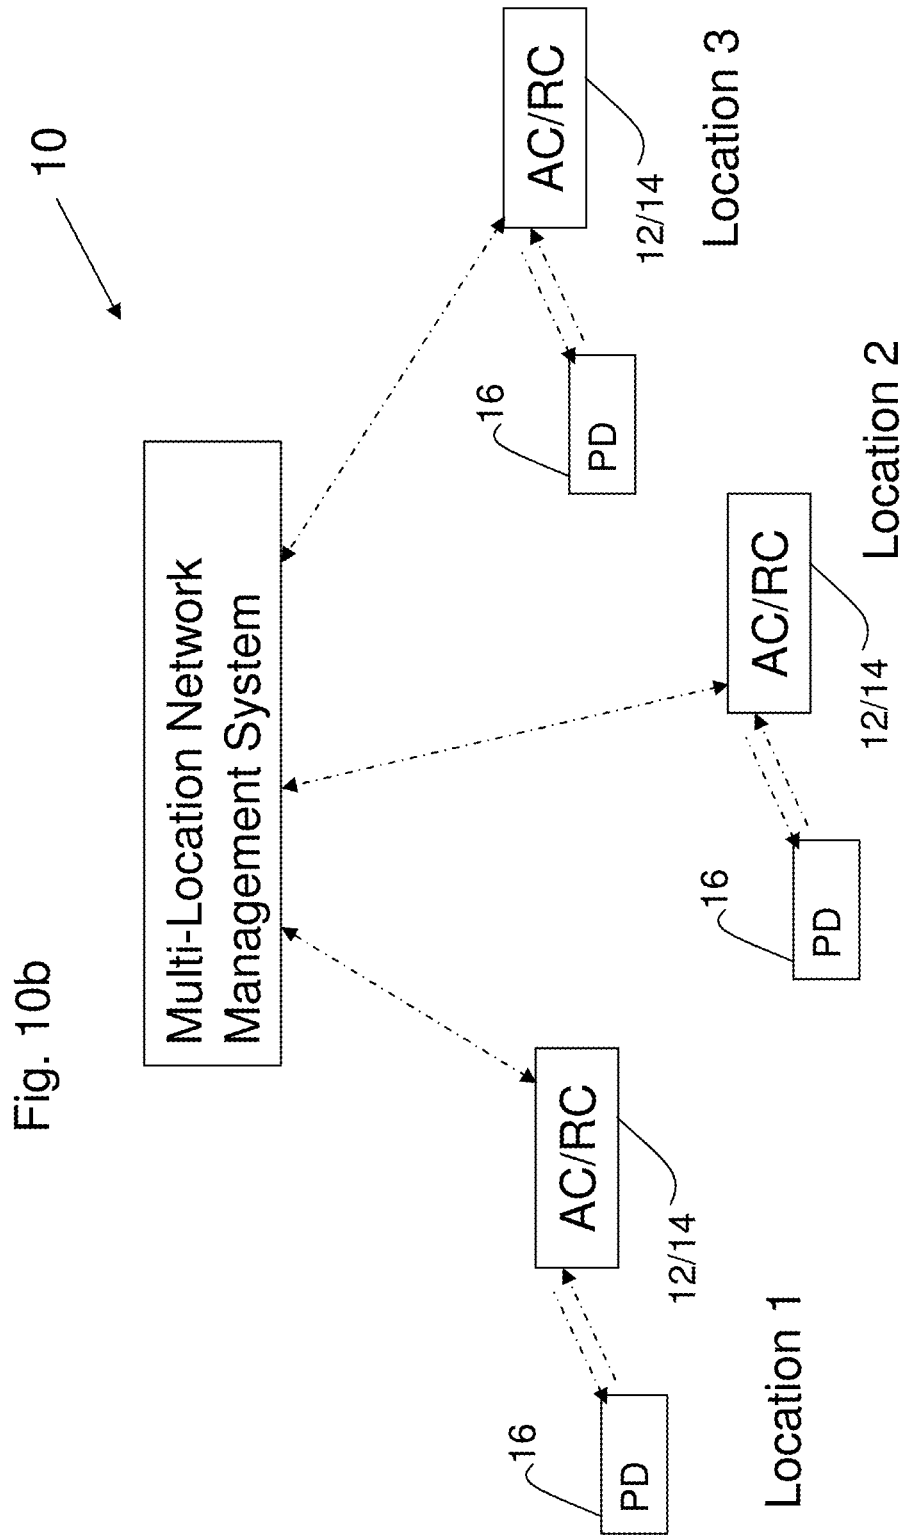 Fig. 10b
10
Multi-Location Network
Management System
16
PD
AC/RC
12/14
Location 1
16
PD
AC/RC
12/14
Location 2
16
PD
AC/RC
12/14
Location 3